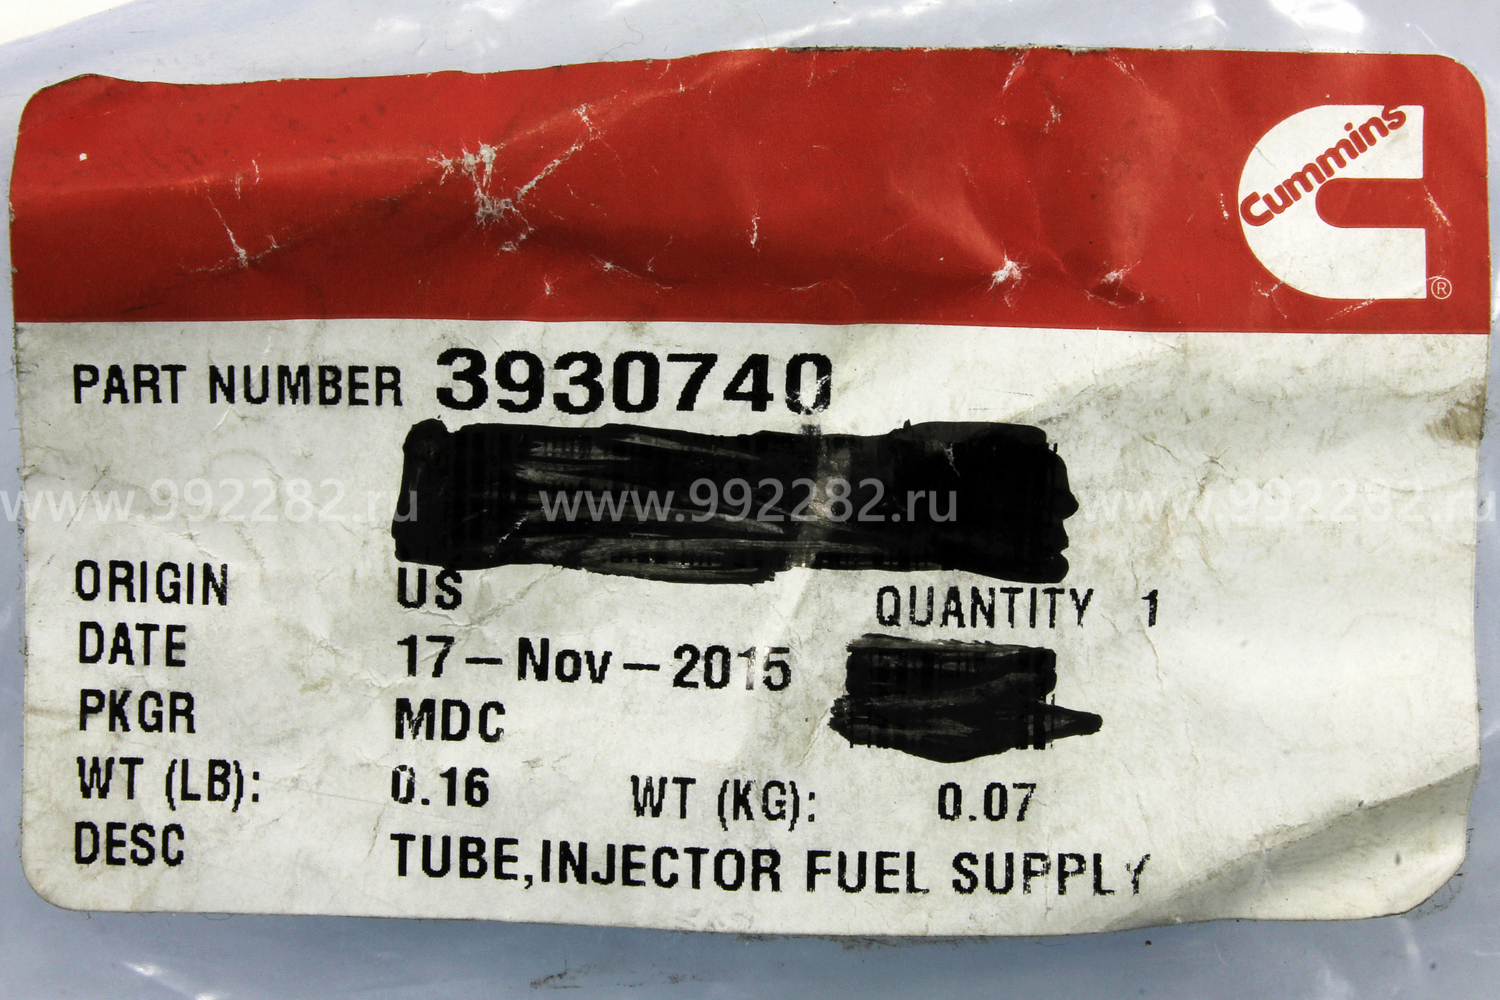 Cummins
®
PART NUMBER 3930740
www.992282.ru www.992282.ru www.992282.ru
ORIGIN US QUANTITY 1
DATE 17-Nov-2015
PKGR MDC
WT (LB): 0.16 WT (KG): 0.07
DESC TUBE,INJECTOR FUEL SUPPLY